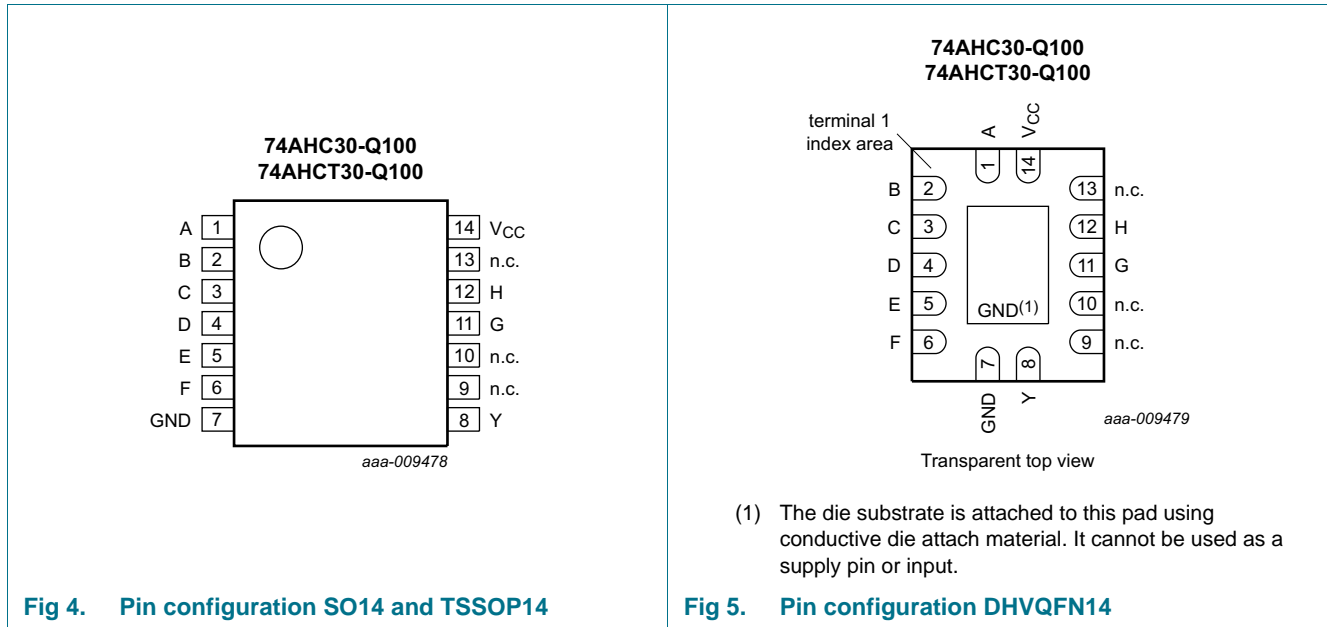 74AHC30-Q100
74AHCT30-Q100
A 1
B 2
C 3
D 4
E 5
F 6
GND 7
14 VCC
13 n.c.
12 H
11 G
10 n.c.
9 n.c.
8 Y
aaa-009478
Fig 4. Pin configuration SO14 and TSSOP14
74AHC30-Q100
74AHCT30-Q100
terminal 1
index area
A
VCC
1
14
B 2
C 3
D 4
E 5
F 6
13 n.c.
12 H
11 G
10 n.c.
9 n.c.
GND(1)
7
8
GND
Y
aaa-009479
Transparent top view
(1) The die substrate is attached to this pad using
conductive die attach material. It cannot be used as a
supply pin or input.
Fig 5. Pin configuration DHVQFN14